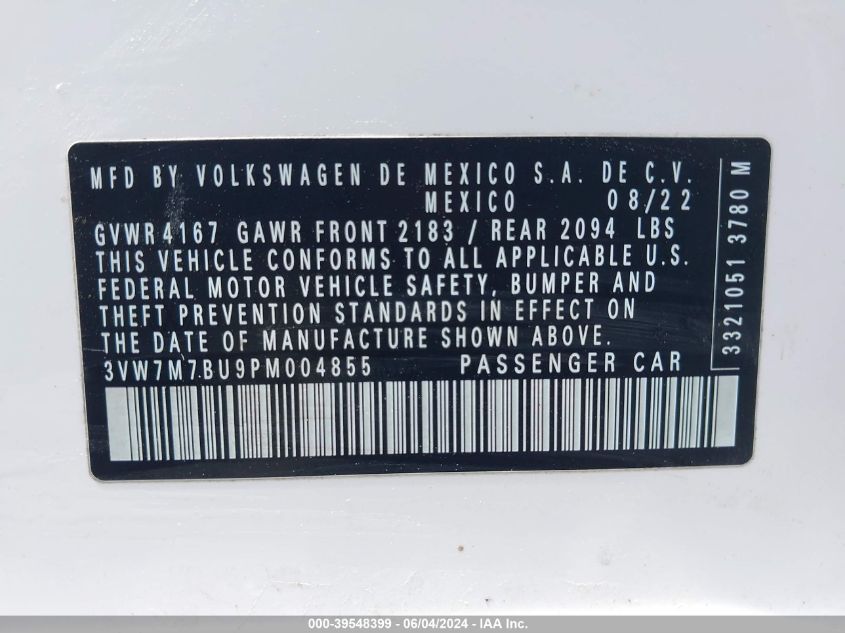 MFD BY VOLKSWAGEN DE MEXICO S.A. DE C.V.
MEXICO 08/22
GVWR 4167 GAWR FRONT 2183 / REAR 2094 LBS
THIS VEHICLE CONFORMS TO ALL APPLICABLE U.S.
FEDERAL MOTOR VEHICLE SAFETY, BUMPER AND
THEFT PREVENTION STANDARDS IN EFFECT ON
THE DATE OF MANUFACTURE SHOWN ABOVE.
3VW7M7BU9PM004855 PASSENGER CAR
3321051 3780 M
000-39548399 - 06/04/2024 - IAA Inc.